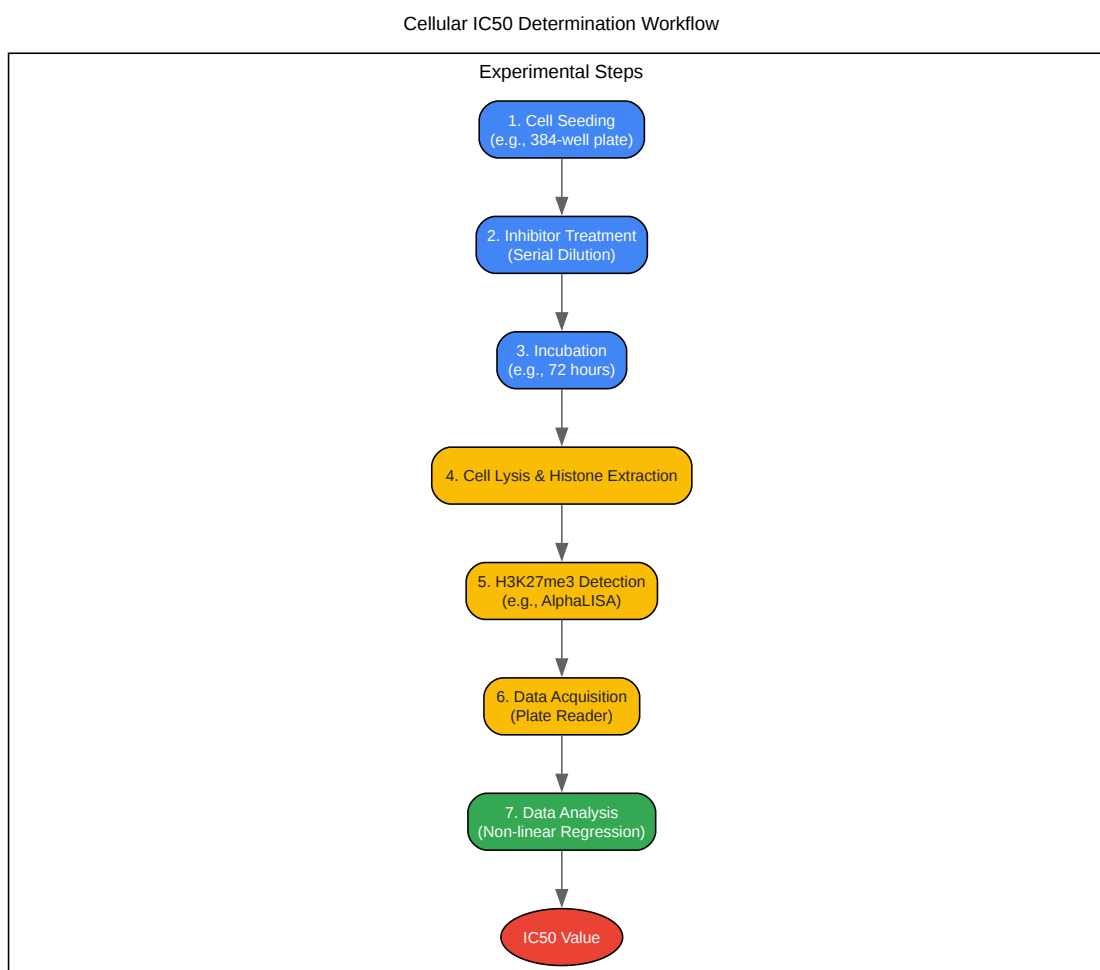 Cellular IC50 Determination Workflow
Experimental Steps
1. Cell Seeding
(e.g., 384-well plate)
2. Inhibitor Treatment
(Serial Dilution)
3. Incubation
(e.g., 72 hours)
4. Cell Lysis & Histone Extraction
5. H3K27me3 Detection
(e.g., AlphaLISA)
6. Data Acquisition
(Plate Reader)
7. Data Analysis
(Non-linear Regression)
IC50 Value